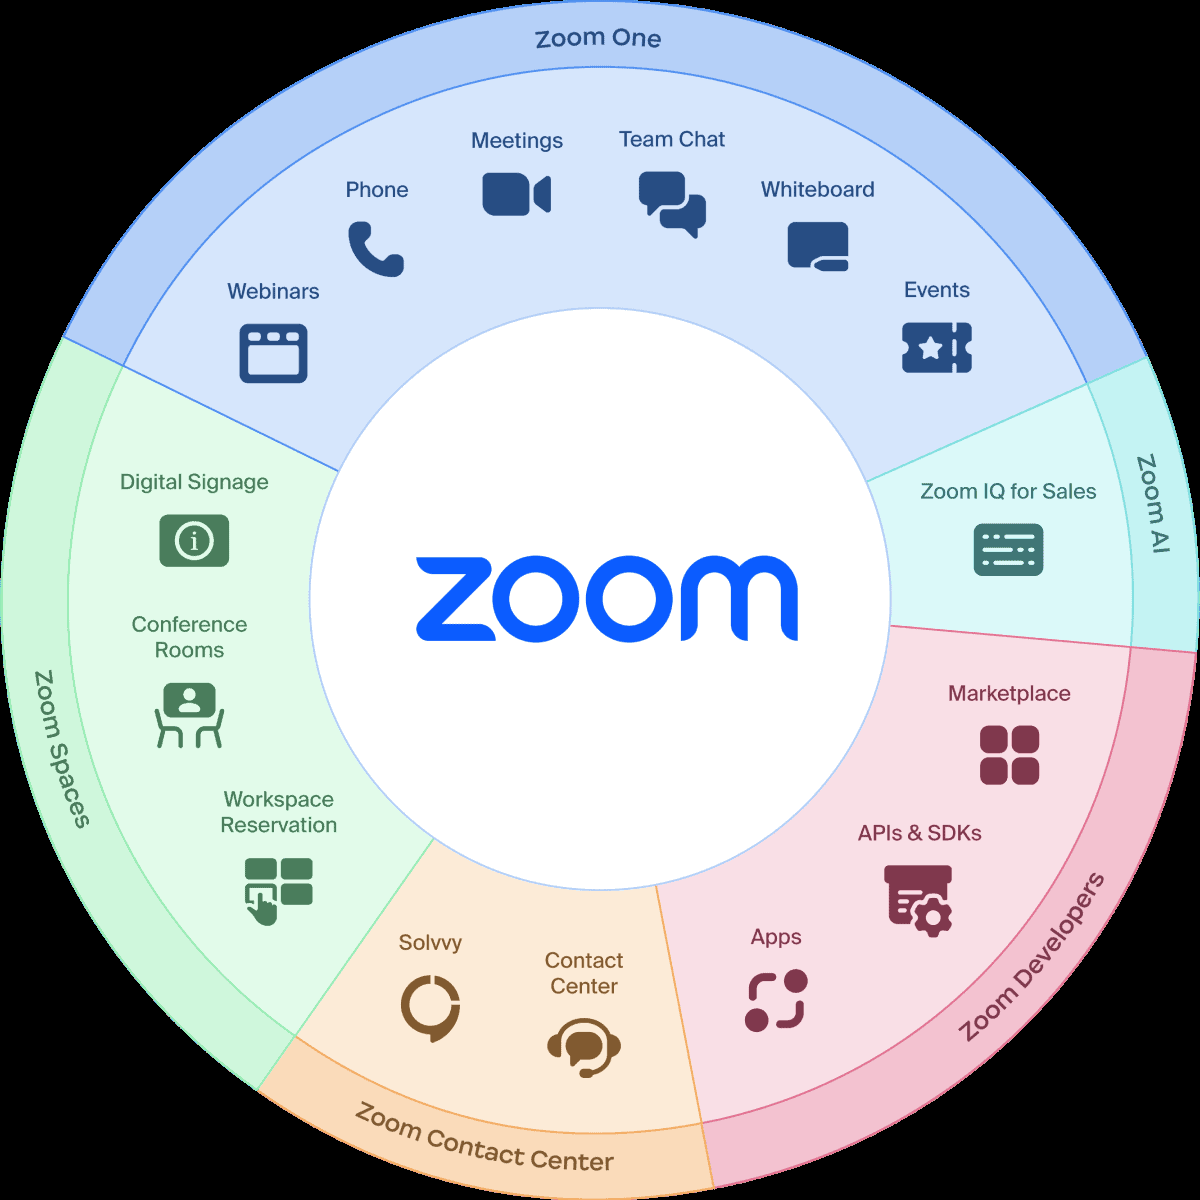 Zoom One
Meetings
Team Chat
Phone
Whiteboard
Webinars
Events
Zoom AI
Zoom IQ for Sales
Digital Signage
zoom
Conference
Rooms
Zoom Spaces
Marketplace
Workspace
Reservation
APIs & SDKs
Zoom Developers
Apps
Solvvy
Contact
Center
Zoom Contact Center